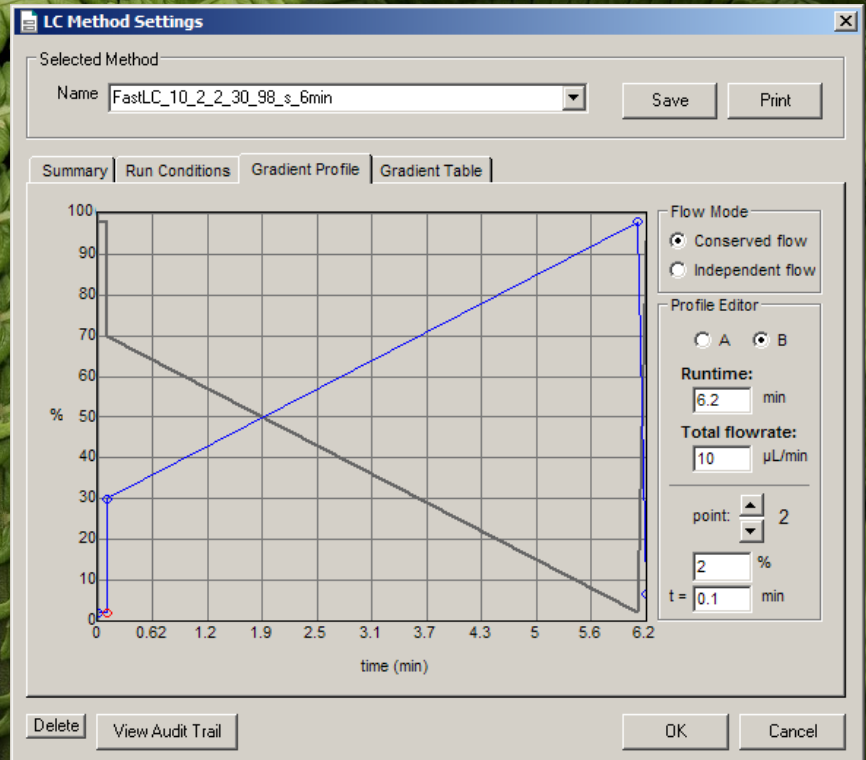 LC Method Settings
Selected Method
Name FastLC_10_2_2_30_98_s_6min Save Print
Summary Run Conditions Gradient Profile Gradient Table
100
90
80
70
60
50
40
30
20
10
0
%
0 0.62 1.2 1.9 2.5 3.1 3.7 4.3 5 5.6 6.2
time (min)
Flow Mode
Conserved flow
Independent flow
Profile Editor
A B
Runtime:
6.2 min
Total flowrate:
10 µL/min
point: 2
2 %
t = 0.1 min
Delete View Audit Trail OK Cancel